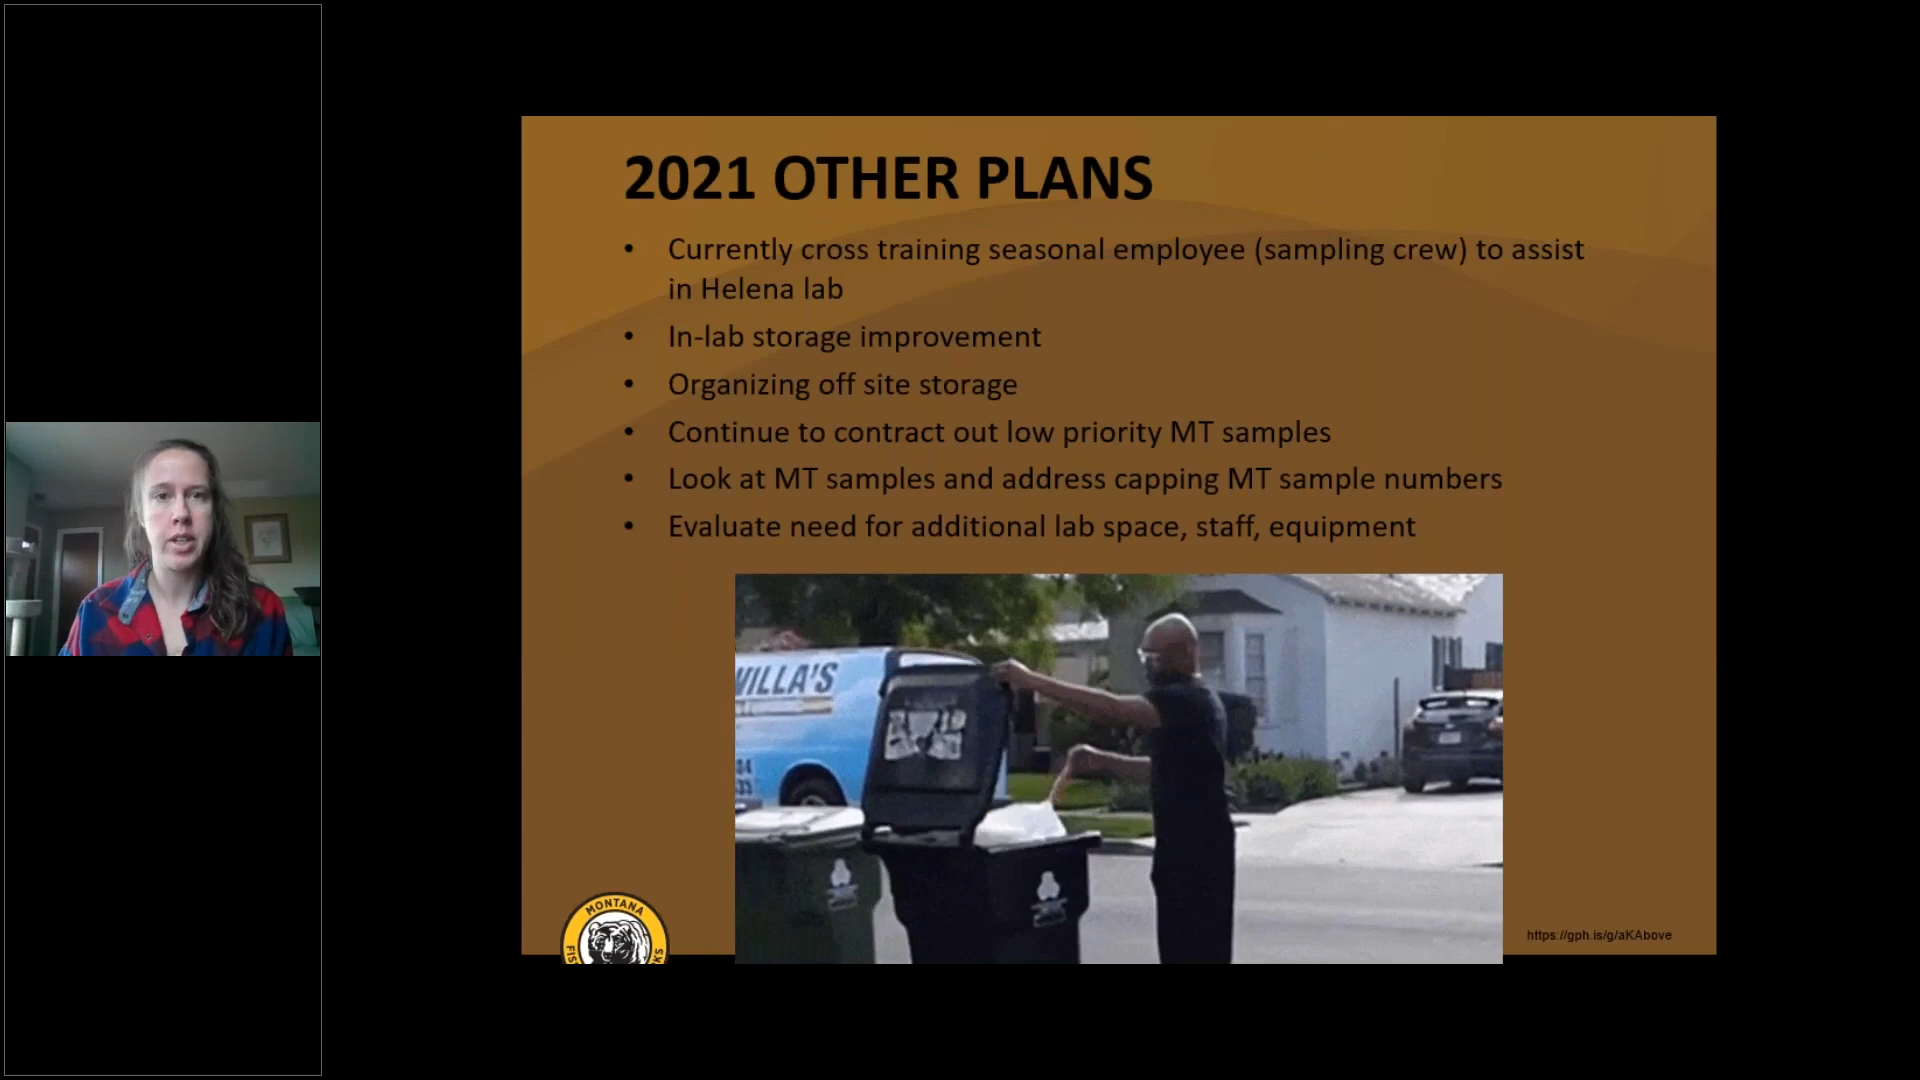 2021 OTHER PLANS
• Currently cross training seasonal employee (sampling crew) to assist
in Helena lab
• In-lab storage improvement
• Organizing off site storage
• Continue to contract out low priority MT samples
• Look at MT samples and address capping MT sample numbers
• Evaluate need for additional lab space, staff, equipment
VILLA'S
MONTANA
https://gph.is/g/aKAbove